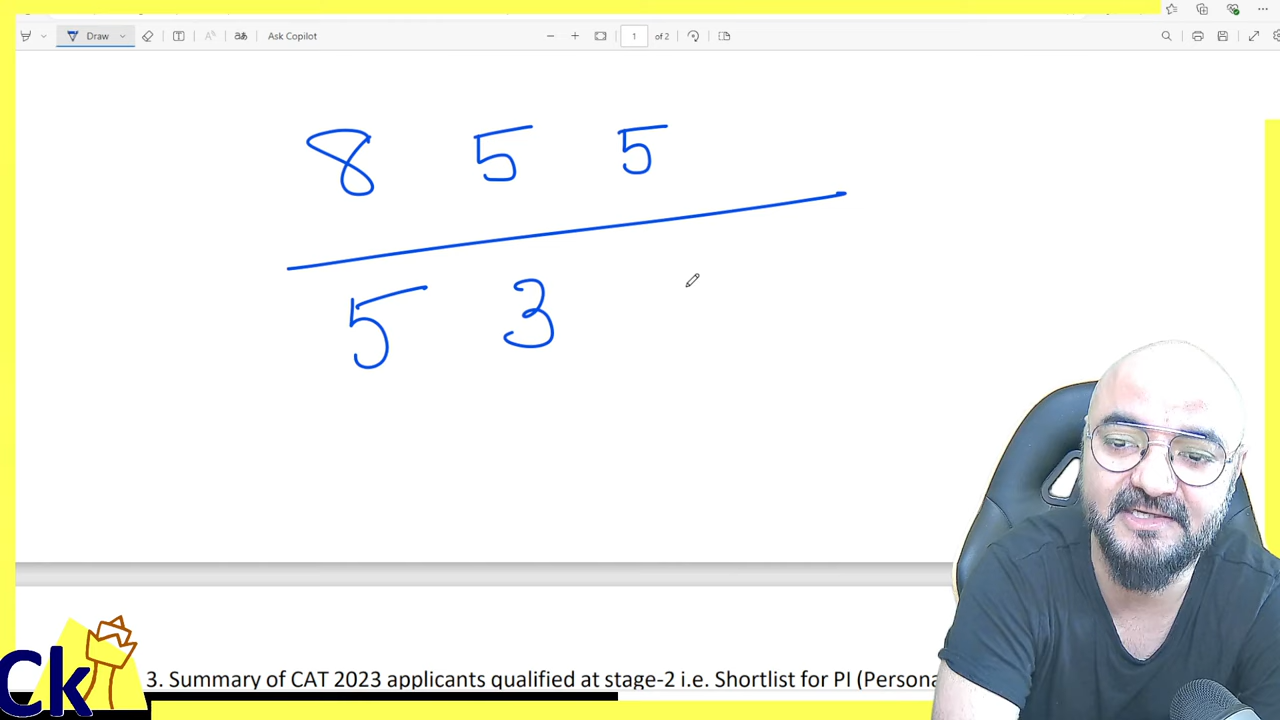 Draw
Ask Copilot
1 of 2
8 5 5
5 3
3. Summary of CAT 2023 applicants qualified at stage-2 i.e. Shortlist for PI (Persona
Ck